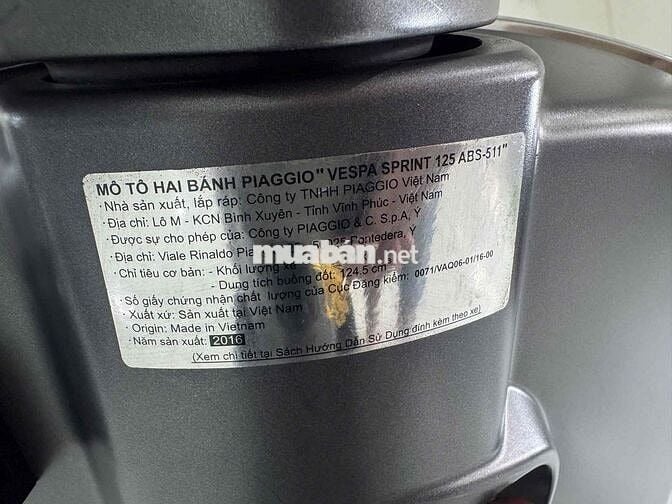 MÔ TÔ HAI BÁNH PIAGGIO" VESPA SPRINT 125 ABS-511"
· Nhà sản xuất, lắp ráp: Công ty TNHH PIAGGIO Việt Nam
· Địa chỉ: Lô M - KCN Bình Xuyên - Tỉnh Vĩnh Phúc - Việt Nam
· Được sự cho phép của: Công ty PIAGGIO & C. S.p.A, Ý
· Địa chỉ: Viale Rinaldo Pontedera, Ý
muabán.net
· Chỉ tiêu cơ bản: - Khối lượng xe
- Dung tích buồng đốt: 124.5 cm
· Số giấy chứng nhận chất lượng của Cục Đăng kiểm: 0071/VAQ06-01/16-00
· Xuất xứ: Sản xuất tại Việt Nam
· Origin: Made in Vietnam
· Năm sản xuất: 2016
(Xem chi tiết tại Sách Hướng Dẫn Sử Dụng đính kèm theo xe)